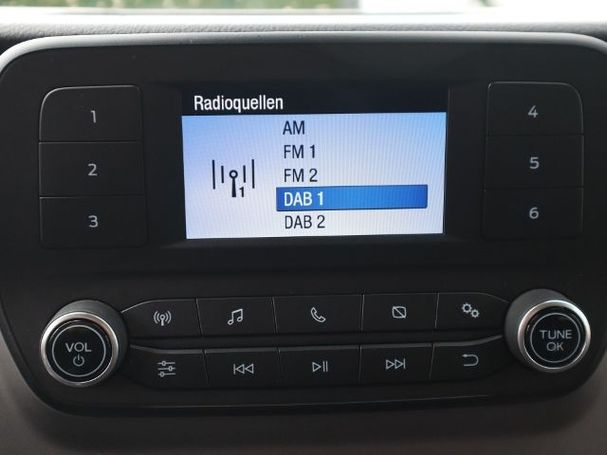 Radioquellen
AM
FM 1
FM 2
DAB 1
DAB 2
1
1
2
3
4
5
6
VOL
TUNE
OK